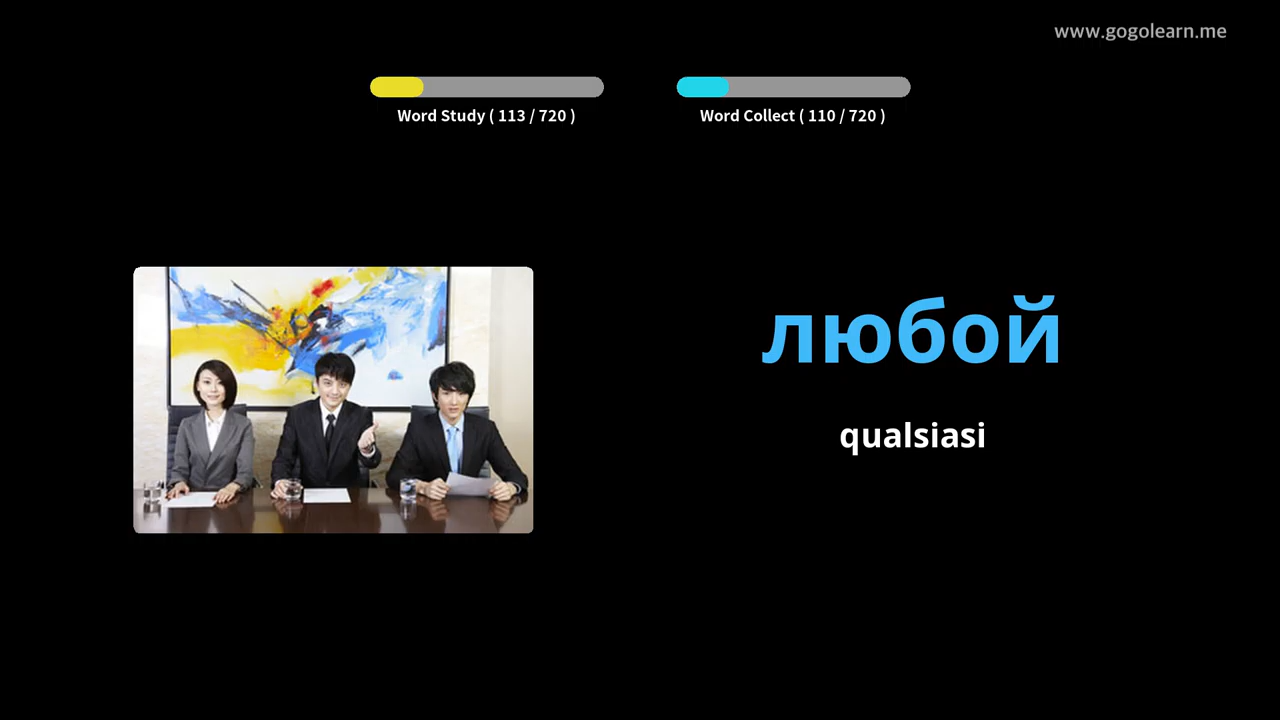 www.gogolearn.me
Word Study ( 113 / 720 )
Word Collect ( 110 / 720 )
любой
qualsiasi